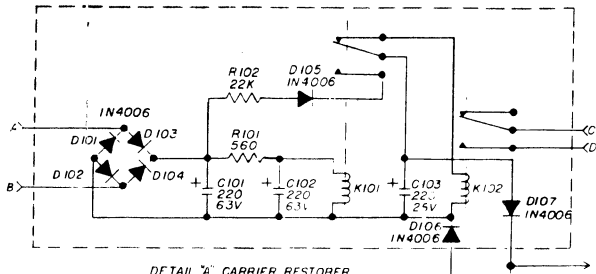 R102
22K
D105
1N4006
1N4006
A
D101
D103
R101
560
C
D
B
D102
D104
+
C101
220
63V
+
C102
220
63V
K101
+
C103
220
25V
K102
D107
1N4006
D106
1N4006
DETAIL "A" CARRIER RESTORER